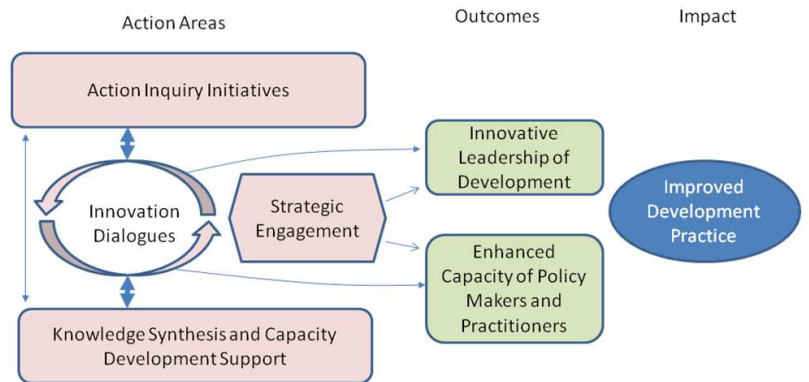 Action Areas
Outcomes
Impact
Action Inquiry Initiatives
Innovation
Dialogues
Strategic
Engagement
Innovative
Leadership of
Development
Enhanced
Capacity of Policy
Makers and
Practitioners
Improved
Development
Practice
Knowledge Synthesis and Capacity
Development Support